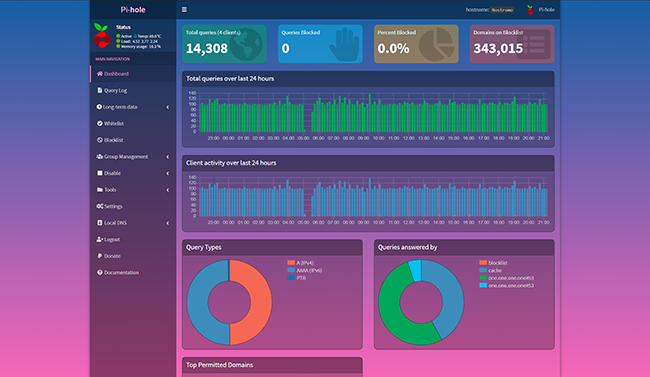 Pi-hole
hostname: Nostromo
Pi-hole
Status
Active Temp: 40.8 °C
Load: 4.52 2.77 2.24
Memory usage: 16.3 %
MAIN NAVIGATION
Dashboard
Query Log
Long-term data
Whitelist
Blacklist
Group Management
Disable
Tools
Settings
Local DNS
Logout
Donate
Documentation
Total queries (4 clients)
14,308
Queries Blocked
0
Percent Blocked
0.0%
Domains on Blocklist
343,015
Total queries over last 24 hours
140
120
100
80
60
40
20
0
23:00 00:00 01:00 02:00 03:00 04:00 05:00 06:00 07:00 08:00 09:00 10:00 11:00 12:00 13:00 14:00 15:00 16:00 17:00 18:00 19:00 20:00 21:00
Client activity over last 24 hours
140
120
100
80
60
40
20
0
23:00 00:00 01:00 02:00 03:00 04:00 05:00 06:00 07:00 08:00 09:00 10:00 11:00 12:00 13:00 14:00 15:00 16:00 17:00 18:00 19:00 20:00 21:00
Query Types
A (IPv4)
AAAA (IPv6)
PTR
Queries answered by
blocklist
cache
one.one.one.one#53
one.one.one.one#53
Top Permitted Domains